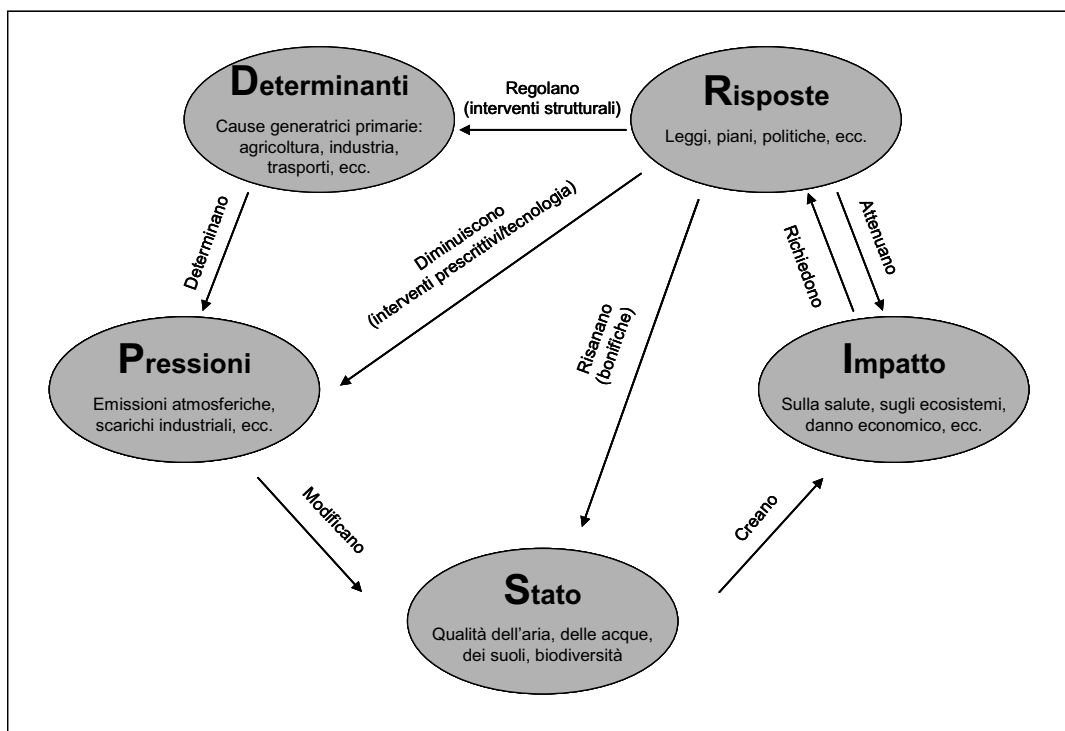 Determinanti
Cause generatrici primarie:
agricoltura, industria,
trasporti, ecc.
Regolano
(interventi strutturali)
Risposte
Leggi, piani, politiche, ecc.
Determinano
Diminuiscono
(interventi prescrittivi/tecnologia)
Risanano
(bonifiche)
Richiedono
Attenuano
Pressioni
Emissioni atmosferiche,
scarichi industriali, ecc.
Impatto
Sulla salute, sugli ecosistemi,
danno economico, ecc.
Modificano
Creano
Stato
Qualità dell'aria, delle acque,
dei suoli, biodiversità